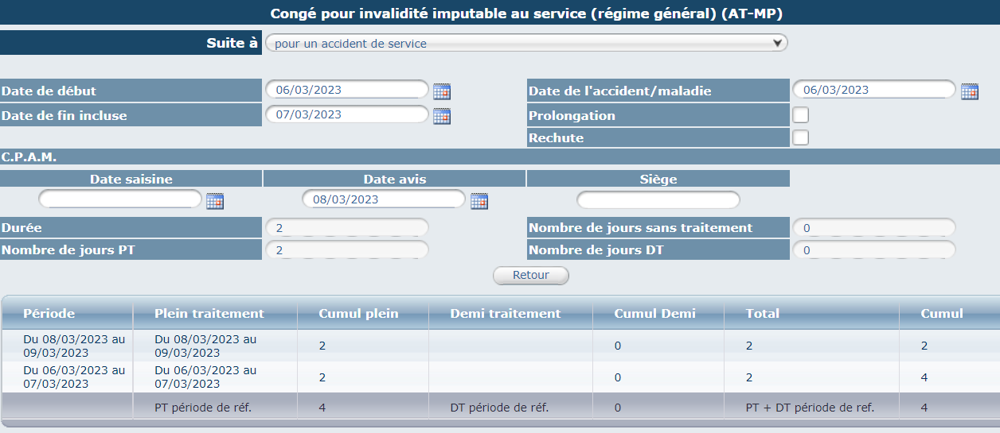 Congé pour invalidité imputable au service (régime général) (AT-MP)
Suite à pour un accident de service
Date de début 06/03/2023 Date de l'accident/maladie 06/03/2023
Date de fin incluse 07/03/2023 Prolongation
Rechute
C.P.A.M.
Date saisine Date avis Siège
08/03/2023
Durée 2 Nombre de jours sans traitement 0
Nombre de jours PT 2 Nombre de jours DT 0
Retour
Période Plein traitement Cumul plein Demi traitement Cumul Demi Total Cumul
Du 08/03/2023 au Du 08/03/2023 au
09/03/2023 09/03/2023 2 0 2 2
Du 06/03/2023 au Du 06/03/2023 au
07/03/2023 07/03/2023 2 0 2 4
PT période de réf. 4 DT période de réf. 0 PT + DT période de ref. 4